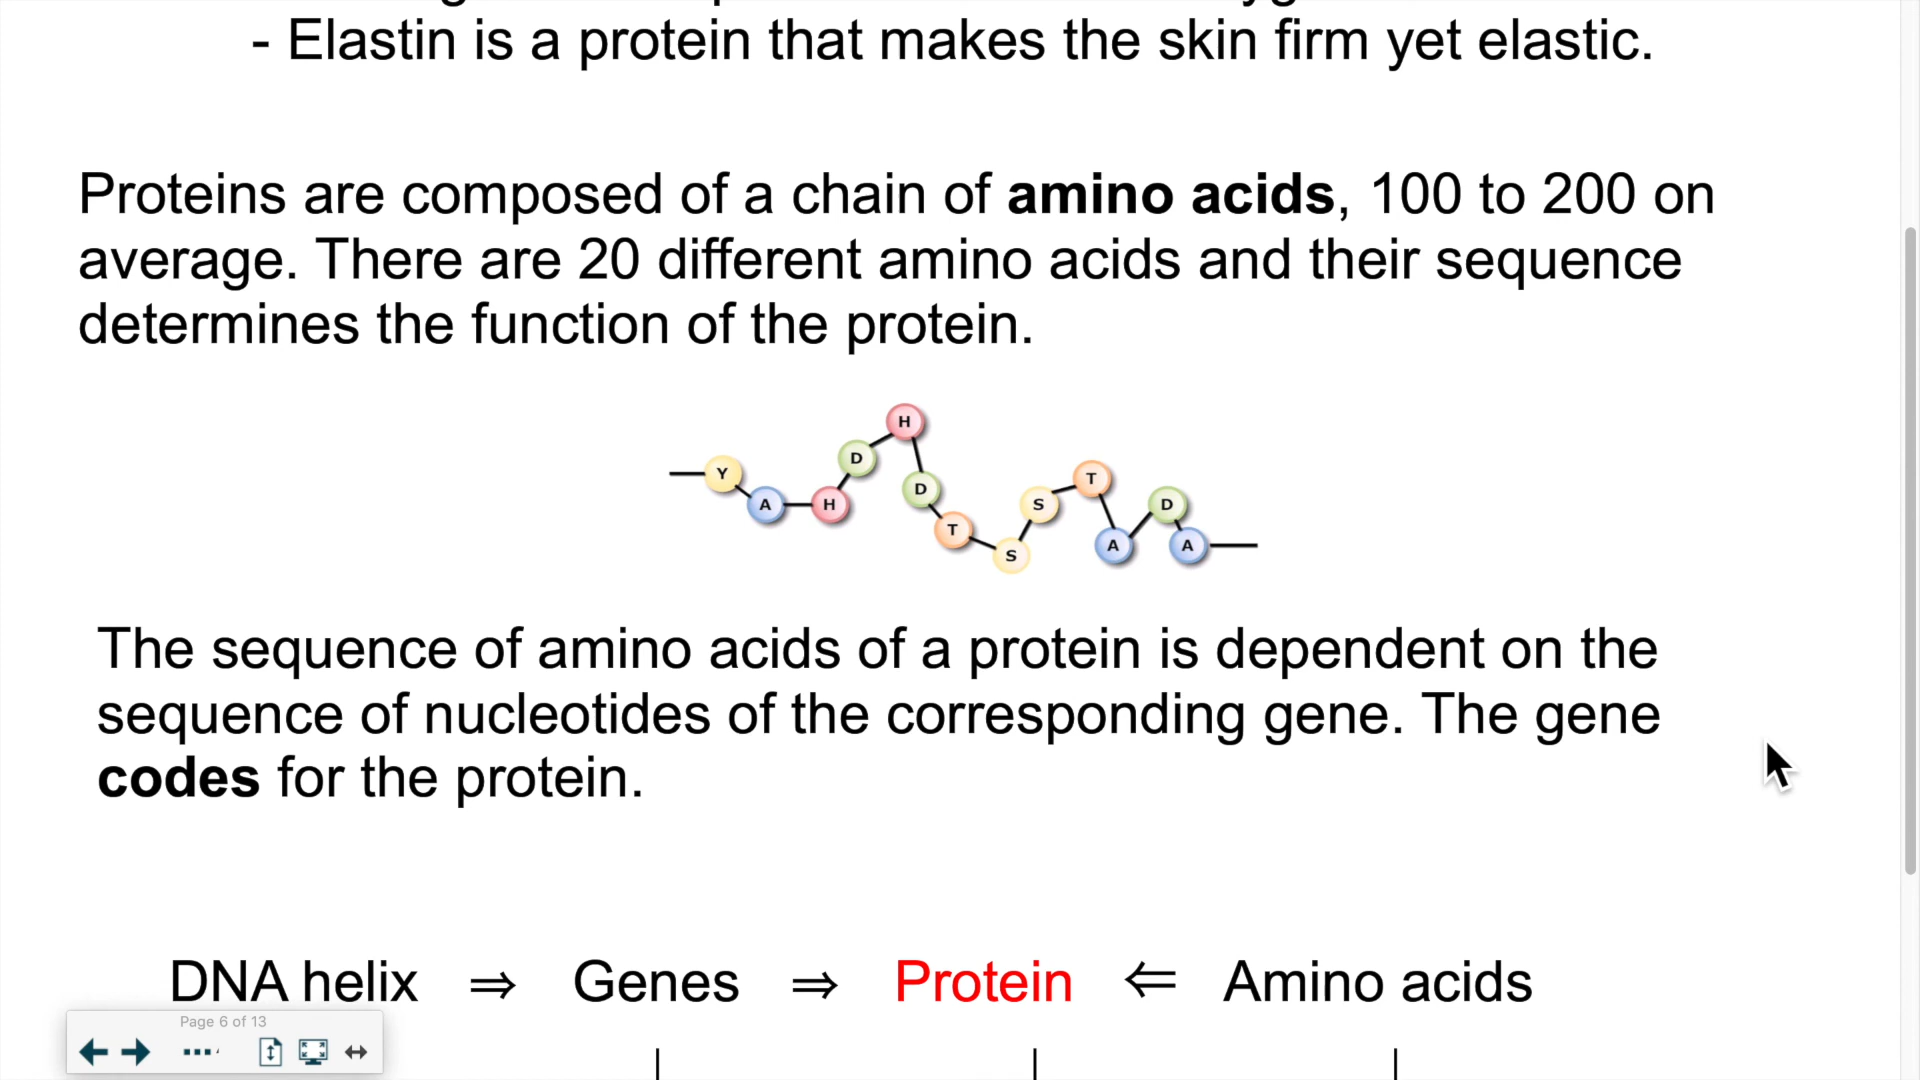 - Elastin is a protein that makes the skin firm yet elastic.
Proteins are composed of a chain of amino acids, 100 to 200 on
average. There are 20 different amino acids and their sequence
determines the function of the protein.
Y A H D H D T S S T A D A
The sequence of amino acids of a protein is dependent on the
sequence of nucleotides of the corresponding gene. The gene
codes for the protein.
DNA helix ⇒ Genes ⇒ Protein ⇐ Amino acids
Page 6 of 13